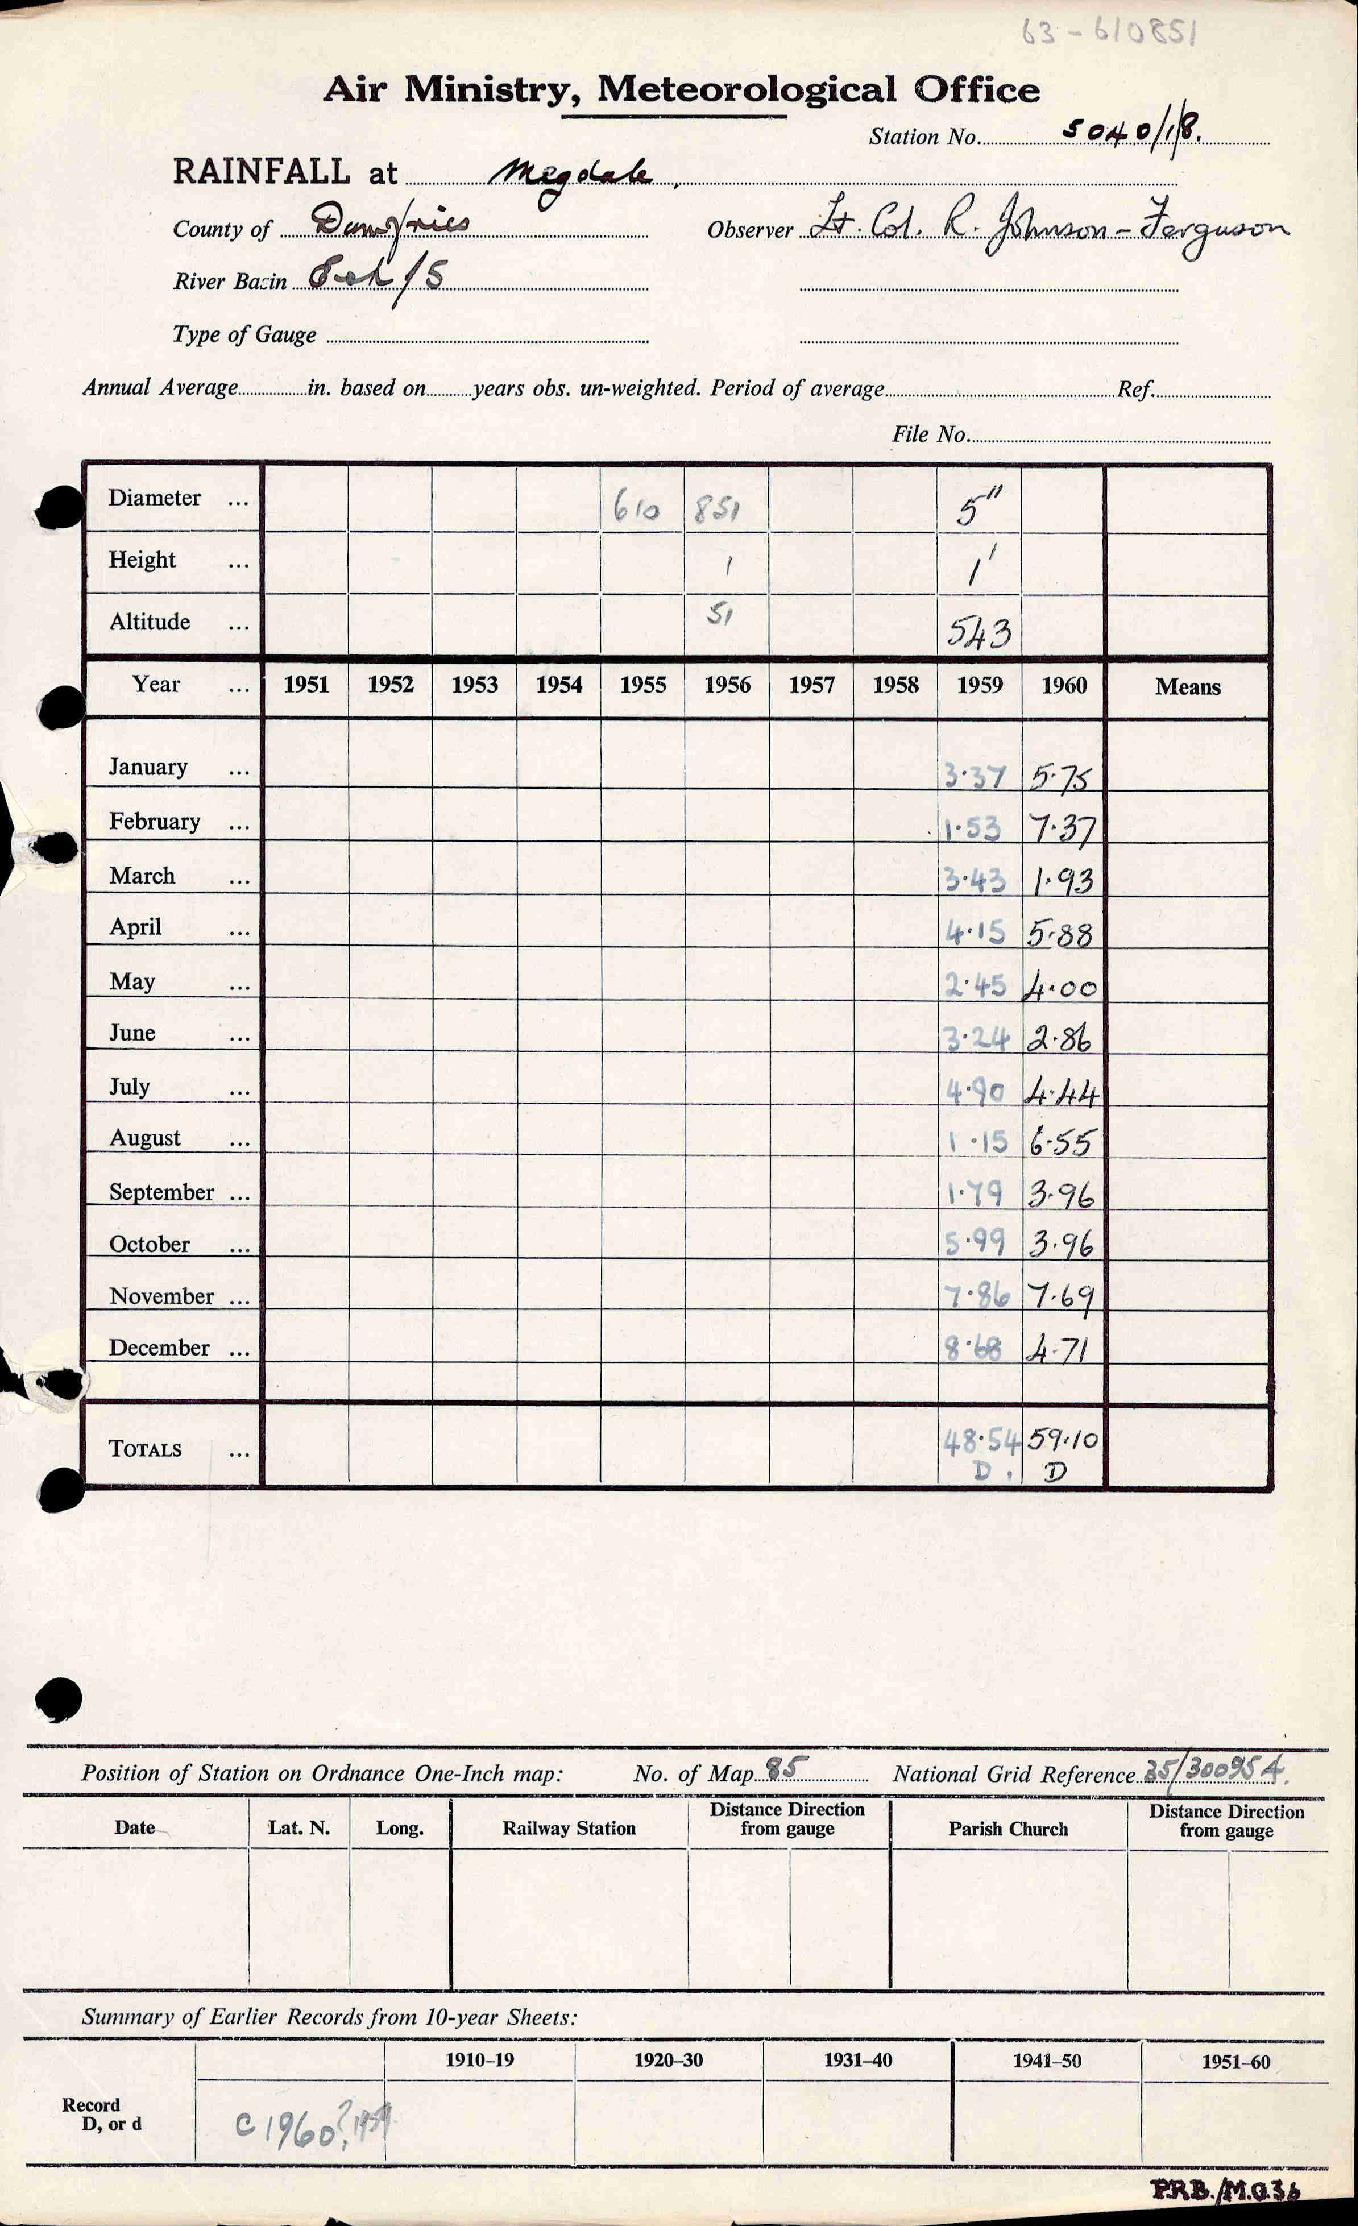 63 - 610851
Air Ministry, Meteorological Office
Station No. 5040/1/8.
RAINFALL at Megdale.
County of Dumfries Observer Lt. Col. R. Johnson-Ferguson
River Basin Esk/5
Type of Gauge
Annual Average in. based on years obs. un-weighted. Period of average Ref.
File No.
Diameter ... 610 851 5"
Height ... 1 1'
Altitude ... 51 543
Year ... 1951 1952 1953 1954 1955 1956 1957 1958 1959 1960 Means
January ... 3.37 5.75
February ... 1.53 7.37
March ... 3.43 1.93
April ... 4.15 5.88
May ... 2.45 4.00
June ... 3.24 2.86
July ... 4.90 4.44
August ... 1.15 6.55
September ... 1.79 3.96
October ... 5.99 3.96
November ... 7.86 7.69
December ... 8.68 4.71
TOTALS ... 48.54 59.10
D. D
Position of Station on Ordnance One-Inch map: No. of Map 85 National Grid Reference 35/300954.
Date Lat. N. Long. Railway Station Distance Direction from gauge Parish Church Distance Direction from gauge
Summary of Earlier Records from 10-year Sheets:
1910–19 1920–30 1931–40 1941–50 1951–60
Record
D, or d
C 1960? 1959
P.R.B./M.O.36